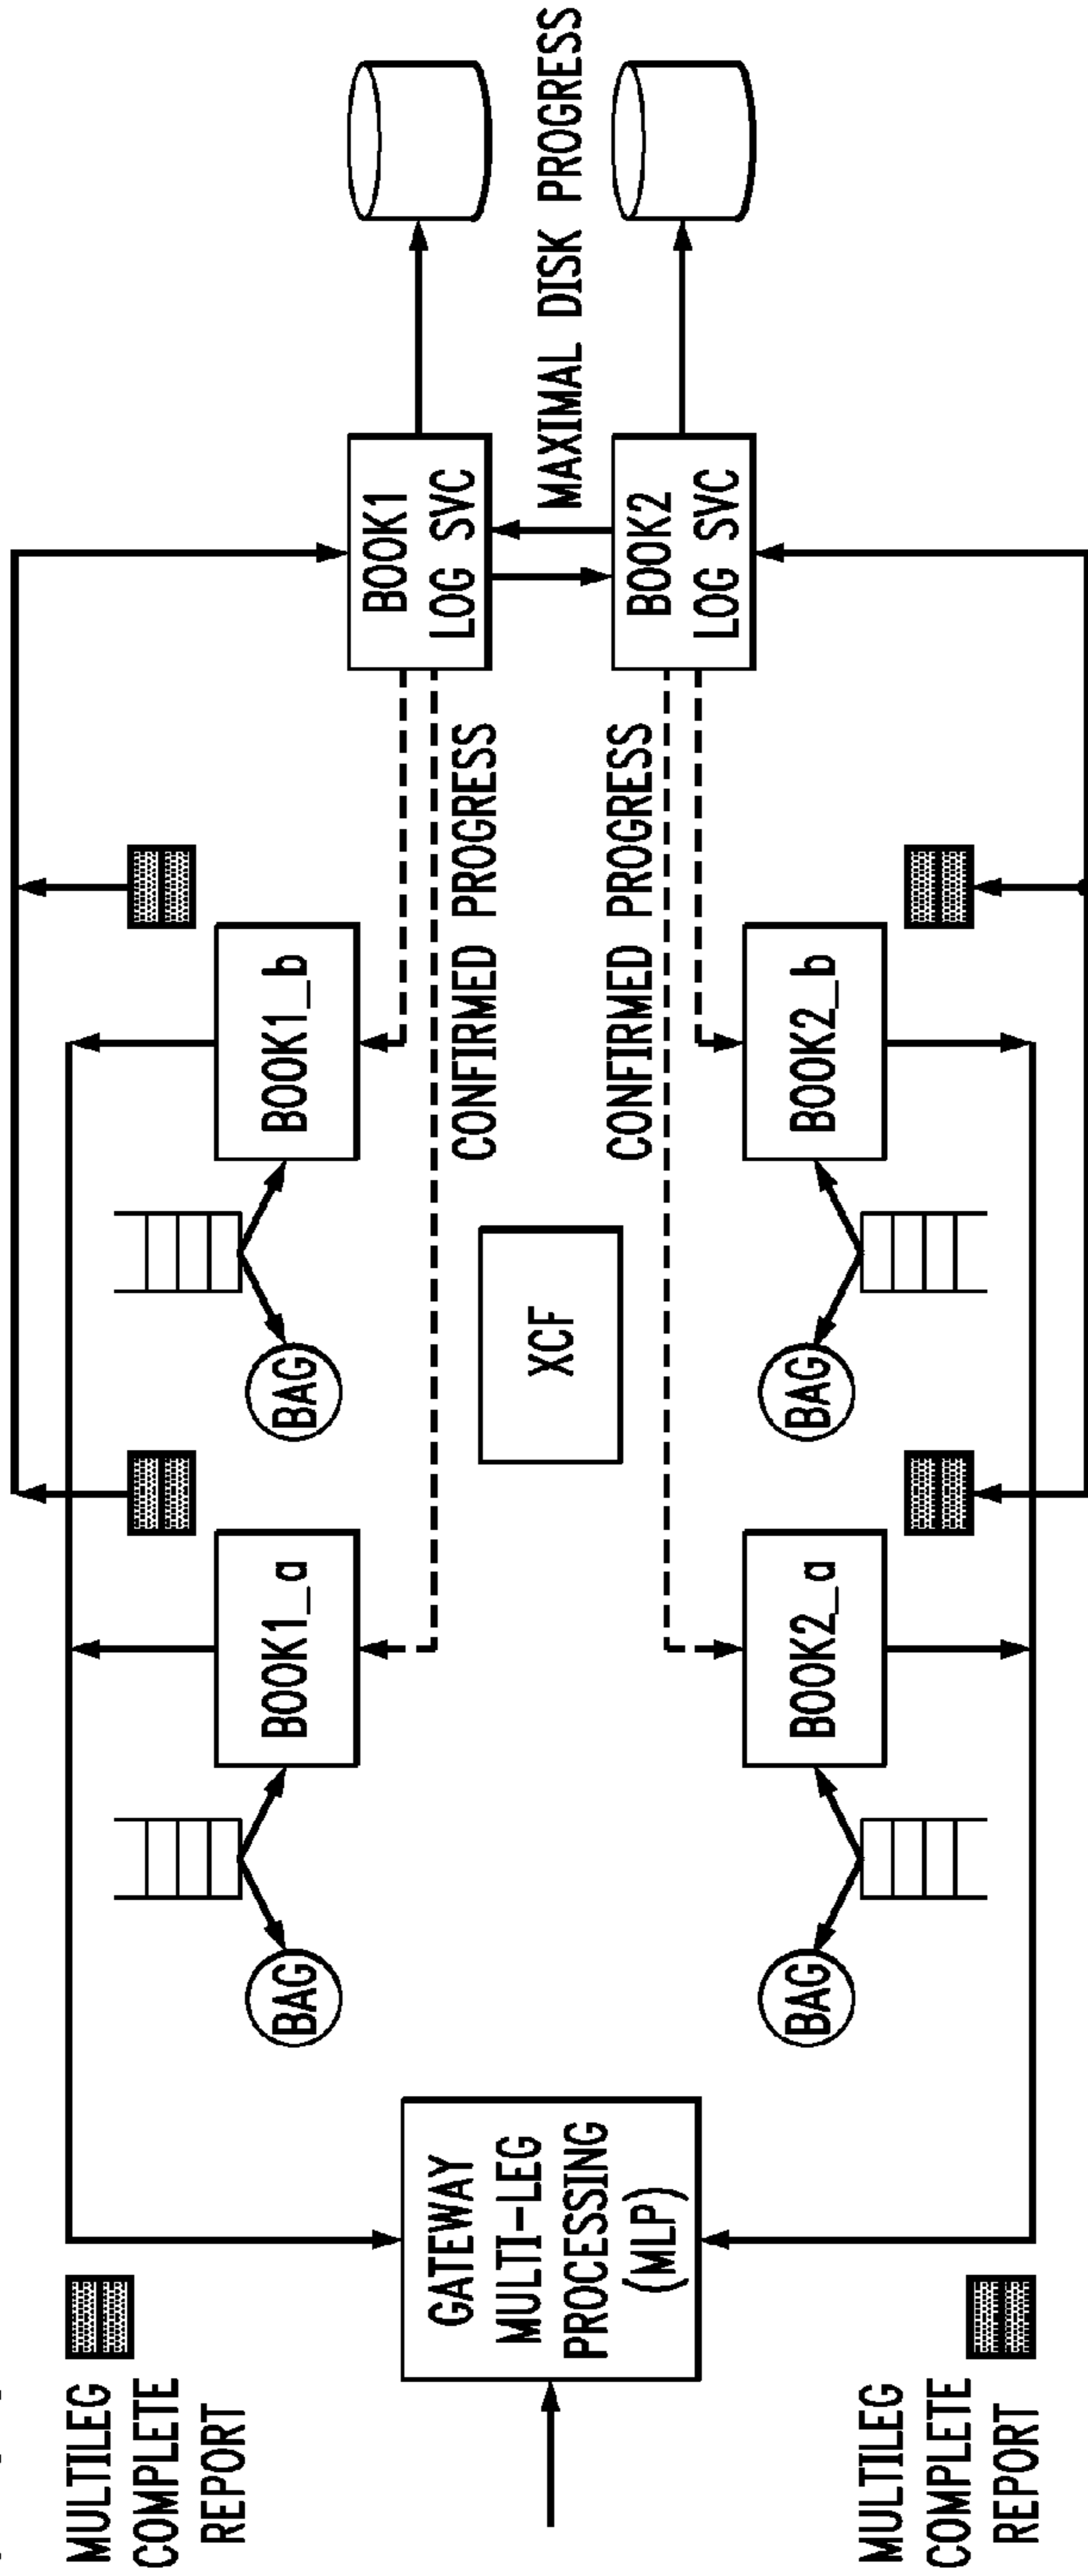 MULTILEG
COMPLETE
REPORT
GATEWAY
MULTI-LEG
PROCESSING
(MLP)
MULTILEG
COMPLETE
REPORT
BAG
BAG
BOOK1_a
BOOK2_a
BAG
BAG
XCF
BOOK1_b
BOOK2_b
CONFIRMED PROGRESS
CONFIRMED PROGRESS
BOOK1
LOG SVC
BOOK2
LOG SVC
MAXIMAL DISK PROGRESS